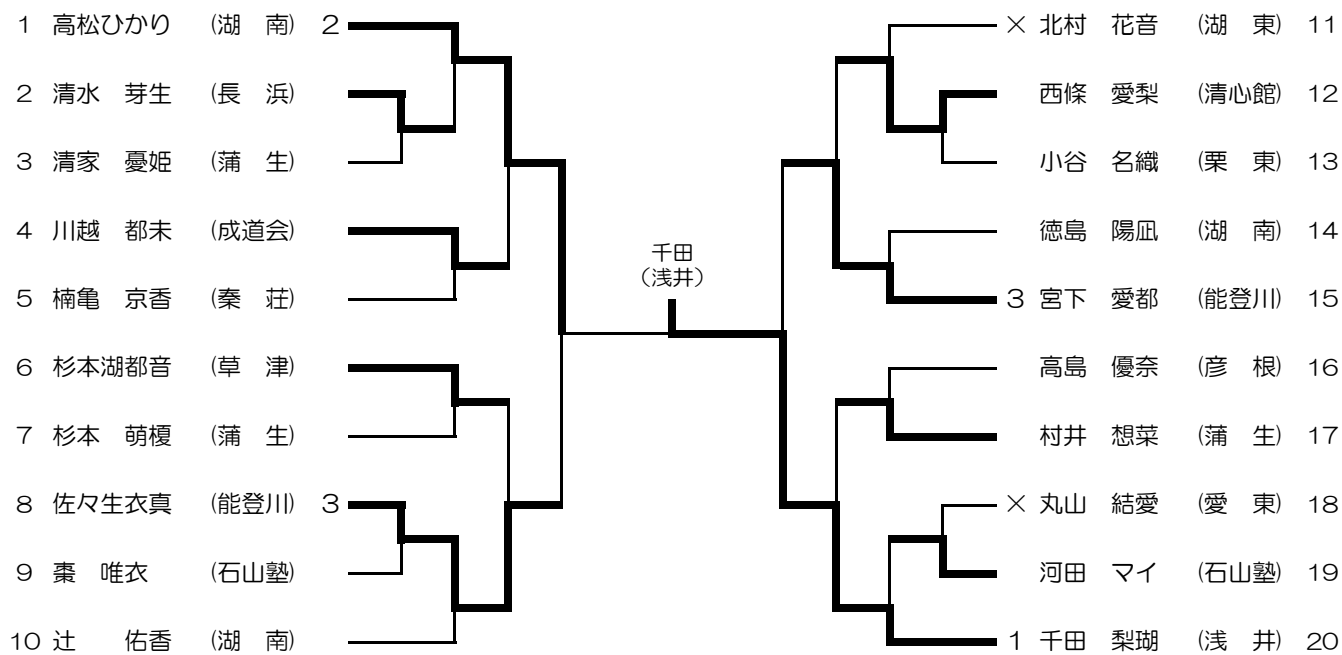 1 高松ひかり (湖 南) 2
2 清水 芽生 (長 浜)
3 清家 憂姫 (蒲 生)
4 川越 都未 (成道会)
5 楠亀 京香 (秦 荘)
6 杉本湖都音 (草 津)
7 杉本 萌榎 (蒲 生)
8 佐々生衣真 (能登川) 3
9 棗 唯衣 (石山塾)
10 辻 佑香 (湖 南)
千田
(浅井)
× 北村 花音 (湖 東) 11
西條 愛梨 (清心館) 12
小谷 名織 (栗 東) 13
徳島 陽凪 (湖 南) 14
3 宮下 愛都 (能登川) 15
高島 優奈 (彦 根) 16
村井 想菜 (蒲 生) 17
× 丸山 結愛 (愛 東) 18
河田 マイ (石山塾) 19
1 千田 梨瑚 (浅 井) 20